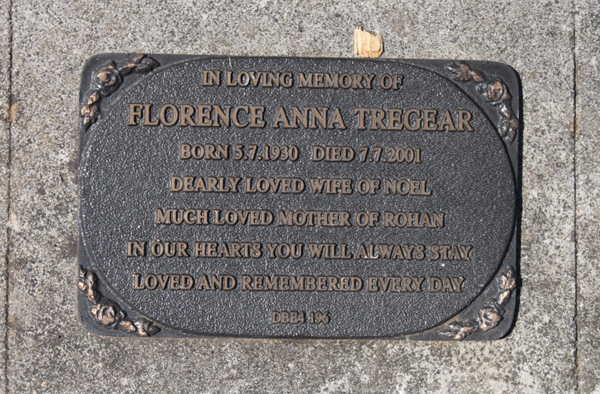 IN LOVING MEMORY OF
FLORENCE ANNA TREGEAR
BORN 5.7.1930 DIED 7.7.2001
DEARLY LOVED WIFE OF NOEL
MUCH LOVED MOTHER OF ROHAN
IN OUR HEARTS YOU WILL ALWAYS STAY
LOVED AND REMEMBERED EVERY DAY